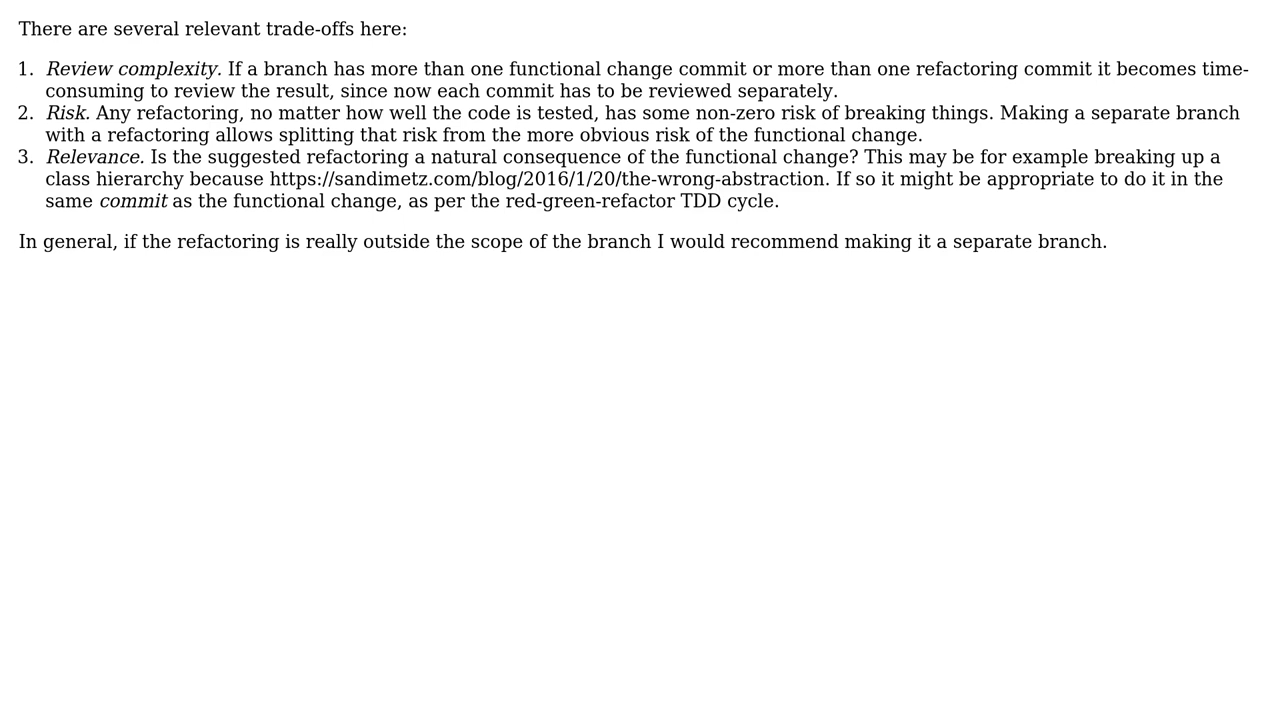 There are several relevant trade-offs here:
1. Review complexity. If a branch has more than one functional change commit or more than one refactoring commit it becomes time-
consuming to review the result, since now each commit has to be reviewed separately.
2. Risk. Any refactoring, no matter how well the code is tested, has some non-zero risk of breaking things. Making a separate branch
with a refactoring allows splitting that risk from the more obvious risk of the functional change.
3. Relevance. Is the suggested refactoring a natural consequence of the functional change? This may be for example breaking up a
class hierarchy because https://sandimetz.com/blog/2016/1/20/the-wrong-abstraction. If so it might be appropriate to do it in the
same commit as the functional change, as per the red-green-refactor TDD cycle.
In general, if the refactoring is really outside the scope of the branch I would recommend making it a separate branch.